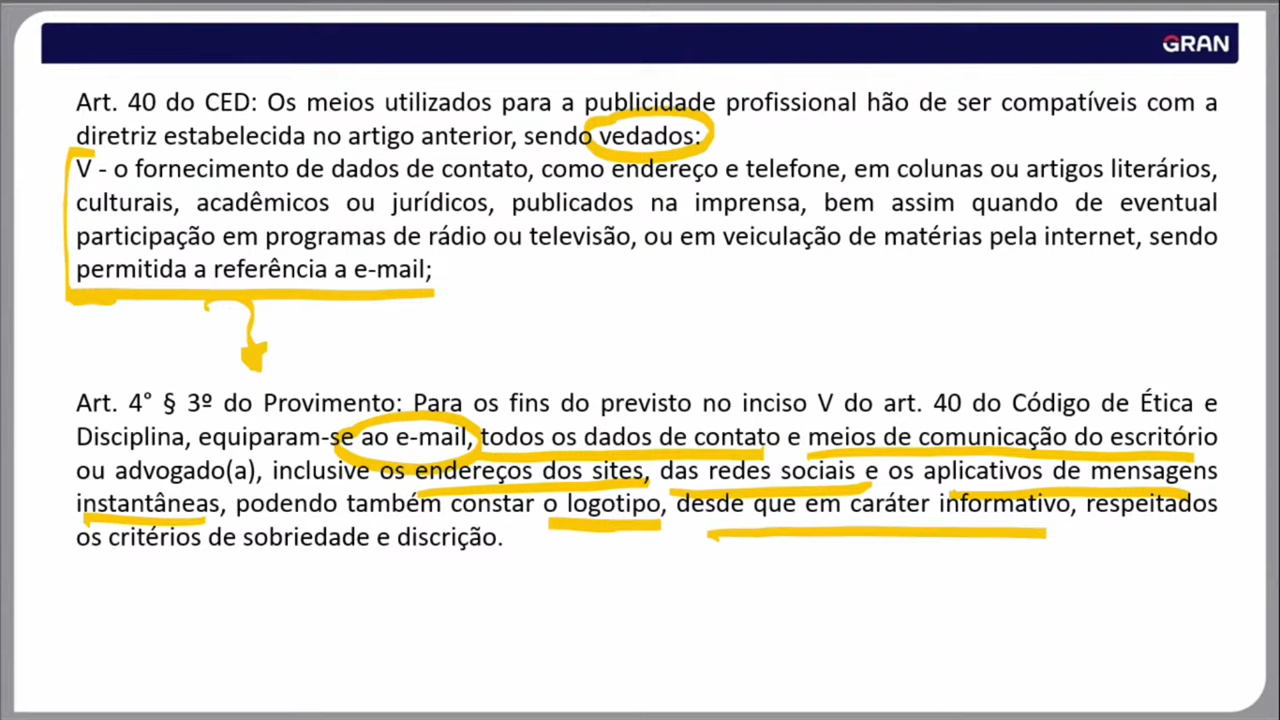 GRAN
Art. 40 do CED: Os meios utilizados para a publicidade profissional hão de ser compatíveis com a
diretriz estabelecida no artigo anterior, sendo vedados:
V - o fornecimento de dados de contato, como endereço e telefone, em colunas ou artigos literários,
culturais, acadêmicos ou jurídicos, publicados na imprensa, bem assim quando de eventual
participação em programas de rádio ou televisão, ou em veiculação de matérias pela internet, sendo
permitida a referência a e-mail;
Art. 4° § 3º do Provimento: Para os fins do previsto no inciso V do art. 40 do Código de Ética e
Disciplina, equiparam-se ao e-mail, todos os dados de contato e meios de comunicação do escritório
ou advogado(a), inclusive os endereços dos sites, das redes sociais e os aplicativos de mensagens
instantâneas, podendo também constar o logotipo, desde que em caráter informativo, respeitados
os critérios de sobriedade e discrição.